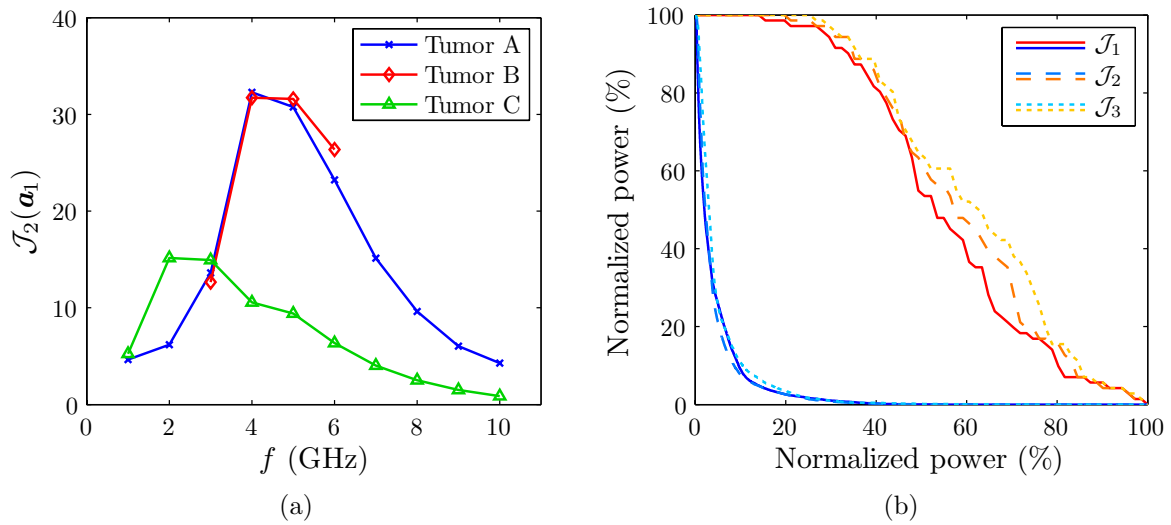 40
30
20
10
0
0 2 4 6 8 10
𝒥₂(𝒂₁)
f (GHz)
Tumor A
Tumor B
Tumor C
(a)
100
80
60
40
20
0
0 20 40 60 80 100
Normalized power (%)
Normalized power (%)
𝒥₁
𝒥₂
𝒥₃
(b)